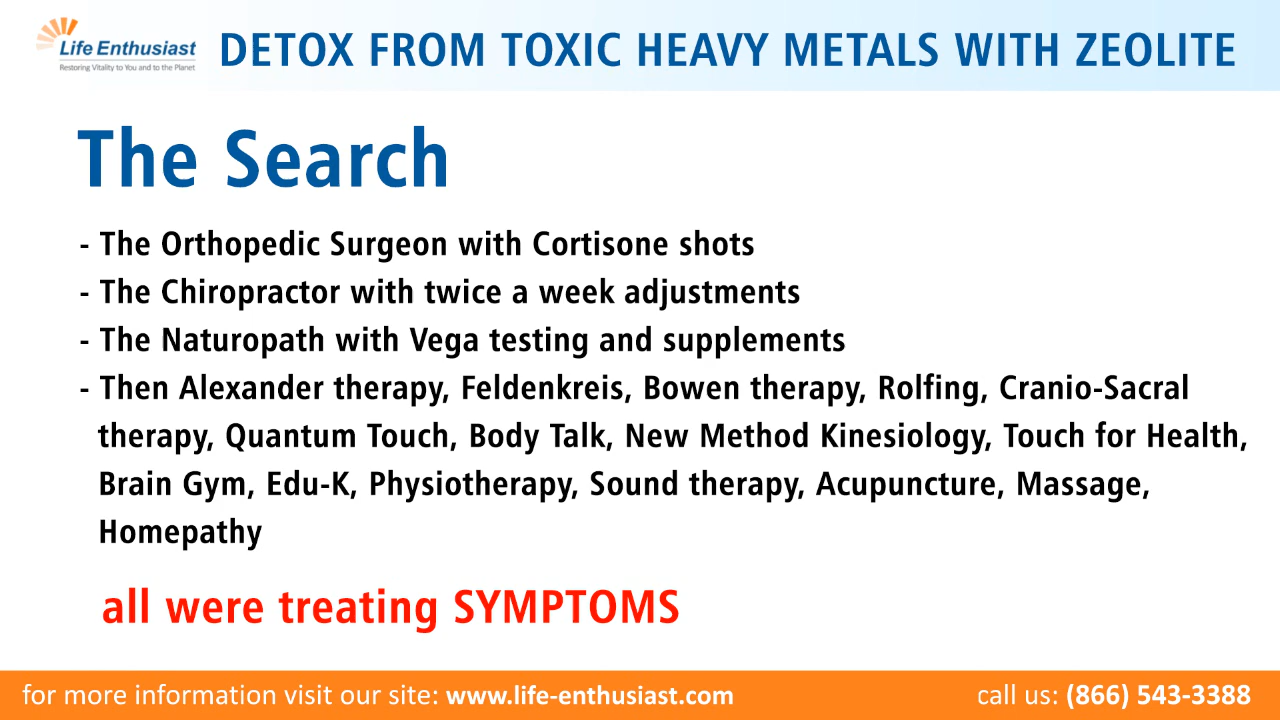 Life Enthusiast
Restoring Vitality to You and to the Planet
DETOX FROM TOXIC HEAVY METALS WITH ZEOLITE
The Search
- The Orthopedic Surgeon with Cortisone shots
- The Chiropractor with twice a week adjustments
- The Naturopath with Vega testing and supplements
- Then Alexander therapy, Feldenkreis, Bowen therapy, Rolfing, Cranio-Sacral
therapy, Quantum Touch, Body Talk, New Method Kinesiology, Touch for Health,
Brain Gym, Edu-K, Physiotherapy, Sound therapy, Acupuncture, Massage,
Homepathy
all were treating SYMPTOMS
for more information visit our site: www.life-enthusiast.com
call us: (866) 543-3388